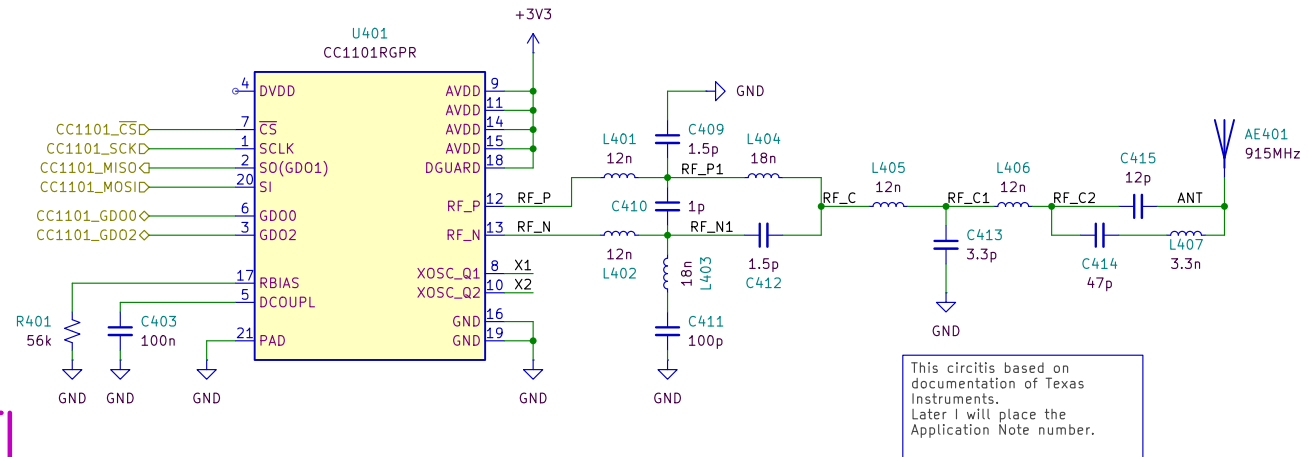 +3V3
U401
CC1101RGPR
4
DVDD
AVDD
9
AVDD
11
CC1101_CS
7
CS
AVDD
14
CC1101_SCK
1
SCLK
AVDD
15
CC1101_MISO
2
SO(GDO1)
DGUARD
18
CC1101_MOSI
20
SI
RF_P
12
RF_P
CC1101_GDO0
6
GDO0
CC1101_GDO2
3
GDO2
RF_N
13
RF_N
XOSC_Q1
8
X1
XOSC_Q2
10
X2
17
RBIAS
5
DCOUPL
GND
16
GND
19
21
PAD
R401
56k
C403
100n
GND
GND
GND
GND
GND
GND
C409
1.5p
L401
12n
RF_P1
L404
18n
C410
1p
RF_N1
12n
L402
18n
L403
1.5p
C412
C411
100p
RF_C
L405
12n
RF_C1
L406
12n
RF_C2
C413
3.3p
GND
C415
12p
ANT
C414
47p
L407
3.3n
AE401
915MHz
This circitis based on
documentation of Texas
Instruments.
Later I will place the
Application Note number.